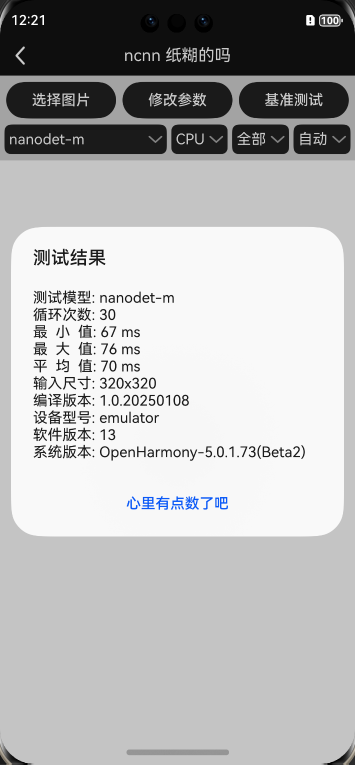 12:21
100
ncnn 纸糊的吗
选择图片
修改参数
基准测试
nanodet-m
CPU
全部
自动
测试结果
测试模型: nanodet-m
循环次数: 30
最 小 值: 67 ms
最 大 值: 76 ms
平 均 值: 70 ms
输入尺寸: 320x320
编译版本: 1.0.20250108
设备型号: emulator
软件版本: 13
系统版本: OpenHarmony-5.0.1.73(Beta2)
心里有点数了吧